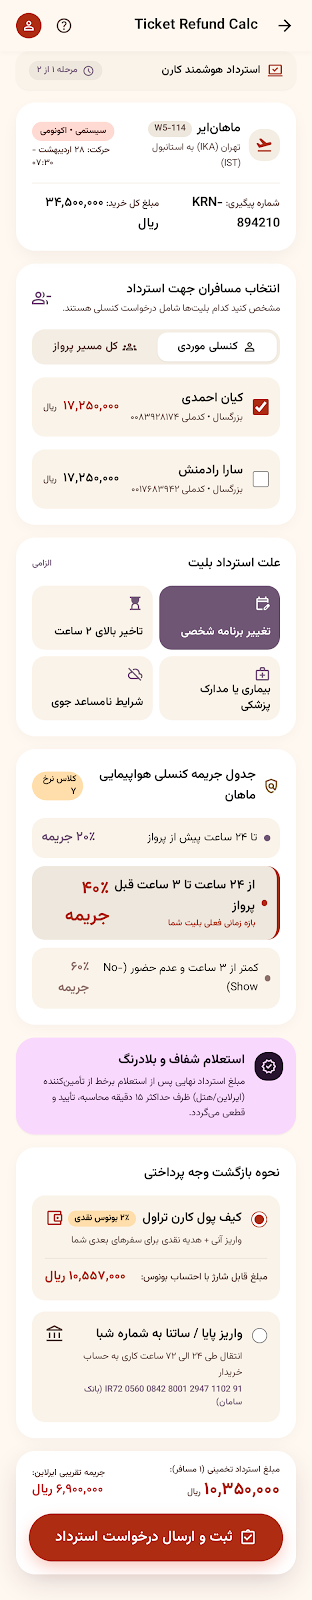 Ticket Refund Calc
استرداد هوشمند کارن
مرحله ۱ از ۲
ماهان‌ایر W5-114
سیستمی • اکونومی
تهران (IKA) به استانبول
(IST)
حرکت: ۲۸ اردیبهشت -
۰۷:۳۰
شماره پیگیری: KRN-
894210
مبلغ کل خرید: ۳۴,۵۰۰,۰۰۰
ریال
انتخاب مسافران جهت استرداد
مشخص کنید کدام بلیت‌ها شامل درخواست کنسلی هستند.
کنسلی موردی
کل مسیر پرواز
کیان احمدی
بزرگسال • کدملی ۰۰۸۳۹۲۸۱۷۴
۱۷,۲۵۰,۰۰۰ ریال
سارا رادمنش
بزرگسال • کدملی ۰۰۱۷۶۸۳۹۴۲
۱۷,۲۵۰,۰۰۰ ریال
علت استرداد بلیت
الزامی
تغییر برنامه شخصی
تاخیر بالای ۲ ساعت
بیماری یا مدارک
پزشکی
شرایط نامساعد جوی
جدول جریمه کنسلی هواپیمایی
ماهان
کلاس نرخ
Y
تا ۲۴ ساعت پیش از پرواز
۲۰٪ جریمه
از ۲۴ ساعت تا ۳ ساعت قبل
پرواز
بازه زمانی فعلی بلیت شما
۴۰٪
جریمه
کمتر از ۳ ساعت و عدم حضور (No-
Show)
۶۰٪
جریمه
استعلام شفاف و بلادرنگ
مبلغ استرداد نهایی پس از استعلام برخط از تأمین‌کننده
(ایرلاین/هتل) ظرف حداکثر ۱۵ دقیقه محاسبه، تأیید و
قطعی می‌گردد.
نحوه بازگشت وجه پرداختی
کیف پول کارن تراول
۲٪ بونوس نقدی
واریز آنی + هدیه نقدی برای سفرهای بعدی شما
مبلغ قابل شارژ با احتساب بونوس:
۱۰,۵۵۷,۰۰۰ ریال
واریز پایا / ساتنا به شماره شبا
انتقال طی ۲۴ الی ۷۲ ساعت کاری به حساب
خریدار
IR72 0560 0842 8001 2947 1102 91 (بانک
سامان)
مبلغ استرداد تخمینی (۱ مسافر):
۱۰,۳۵۰,۰۰۰ ریال
جریمه تقریبی ایرلاین:
۶,۹۰۰,۰۰۰ ریال
ثبت و ارسال درخواست استرداد